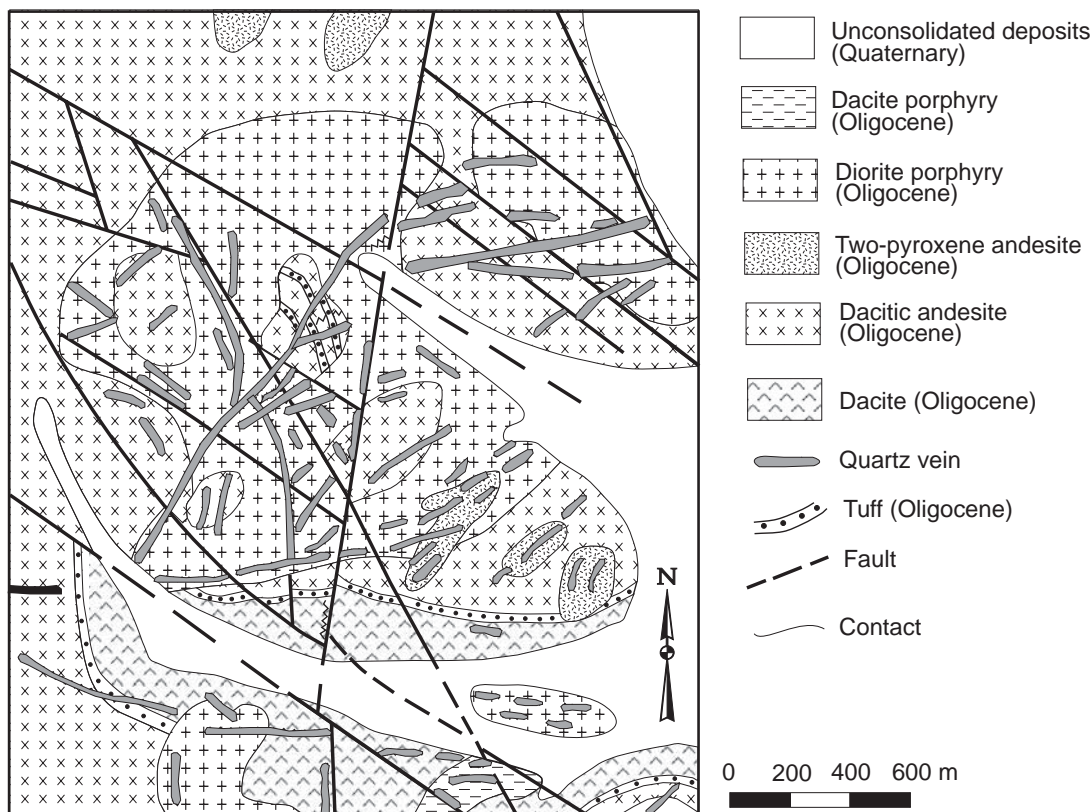 Unconsolidated deposits
(Quaternary)
Dacite porphyry
(Oligocene)
Diorite porphyry
(Oligocene)
Two-pyroxene andesite
(Oligocene)
Dacitic andesite
(Oligocene)
Dacite (Oligocene)
Quartz vein
Tuff (Oligocene)
Fault
Contact
N
0 200 400 600 m